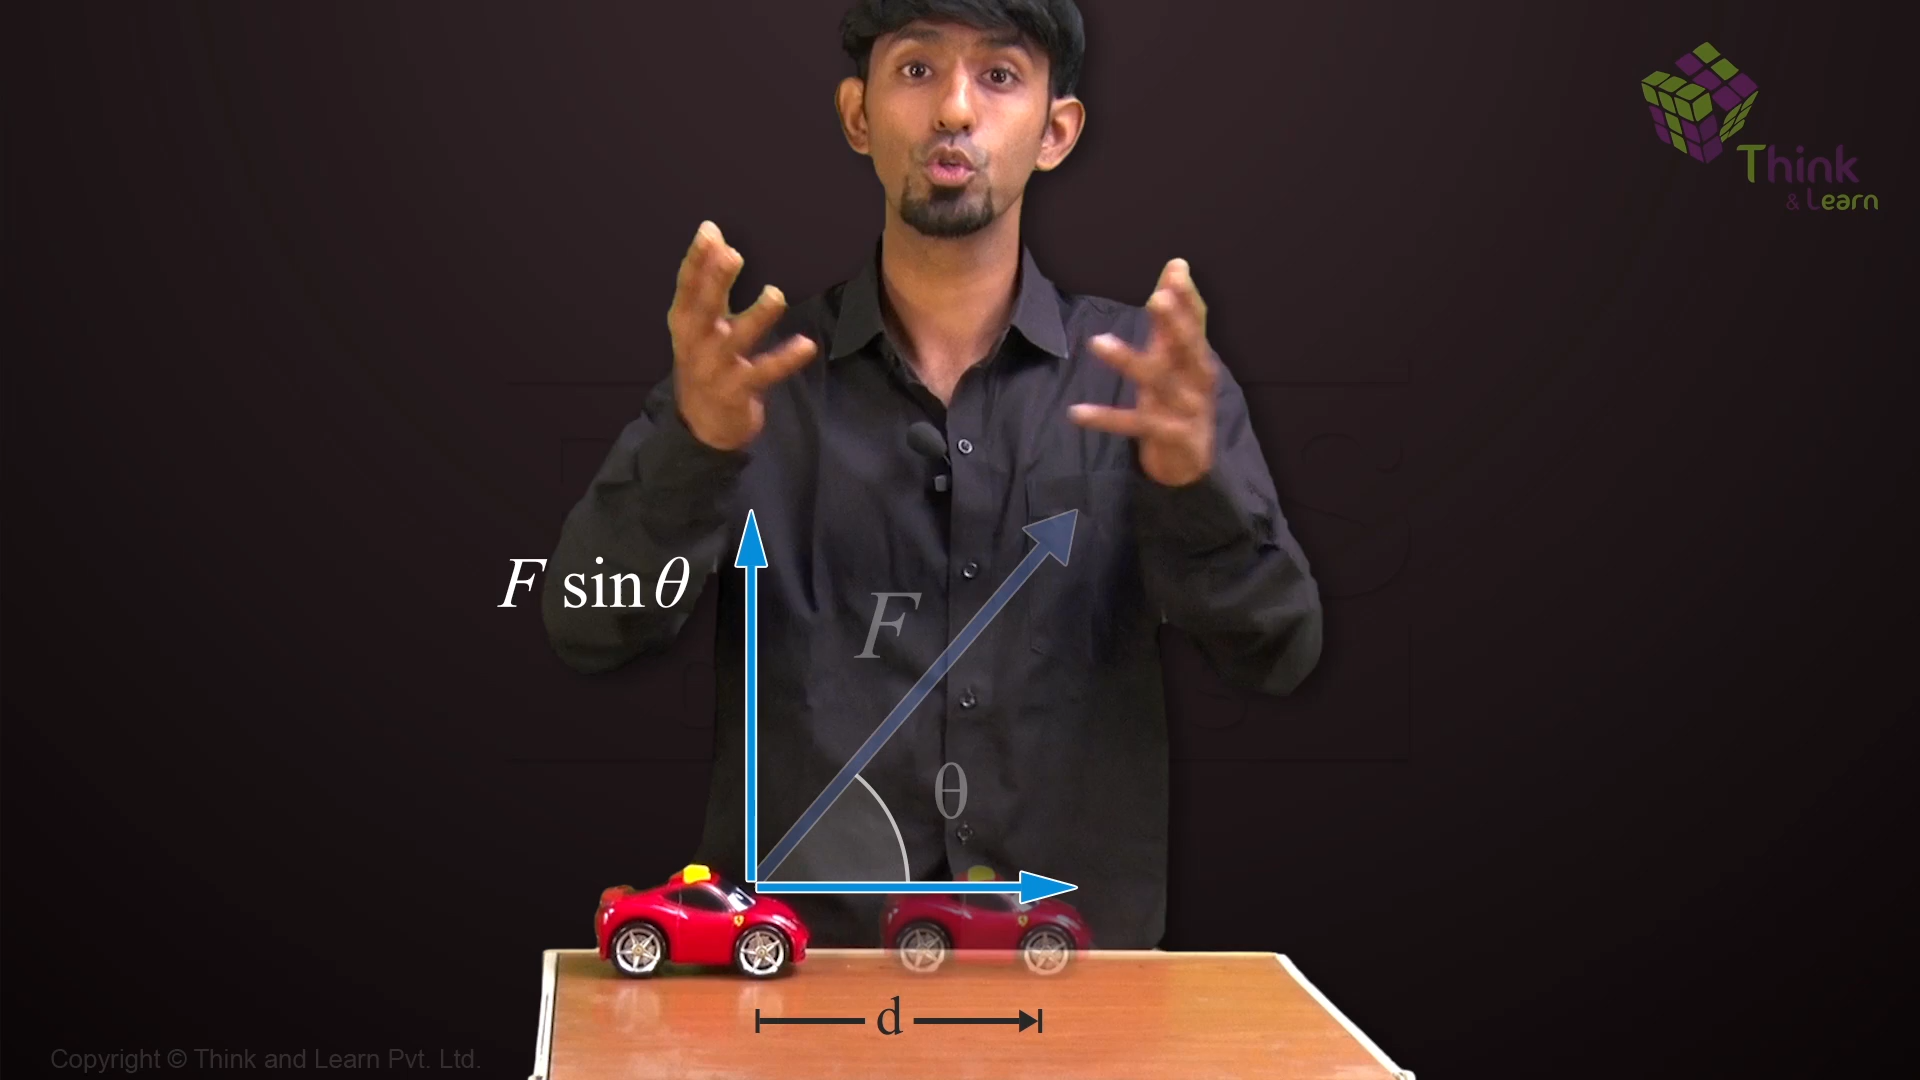 Think
& Learn
F sin θ
F
θ
d
Copyright © Think and Learn Pvt. Ltd.